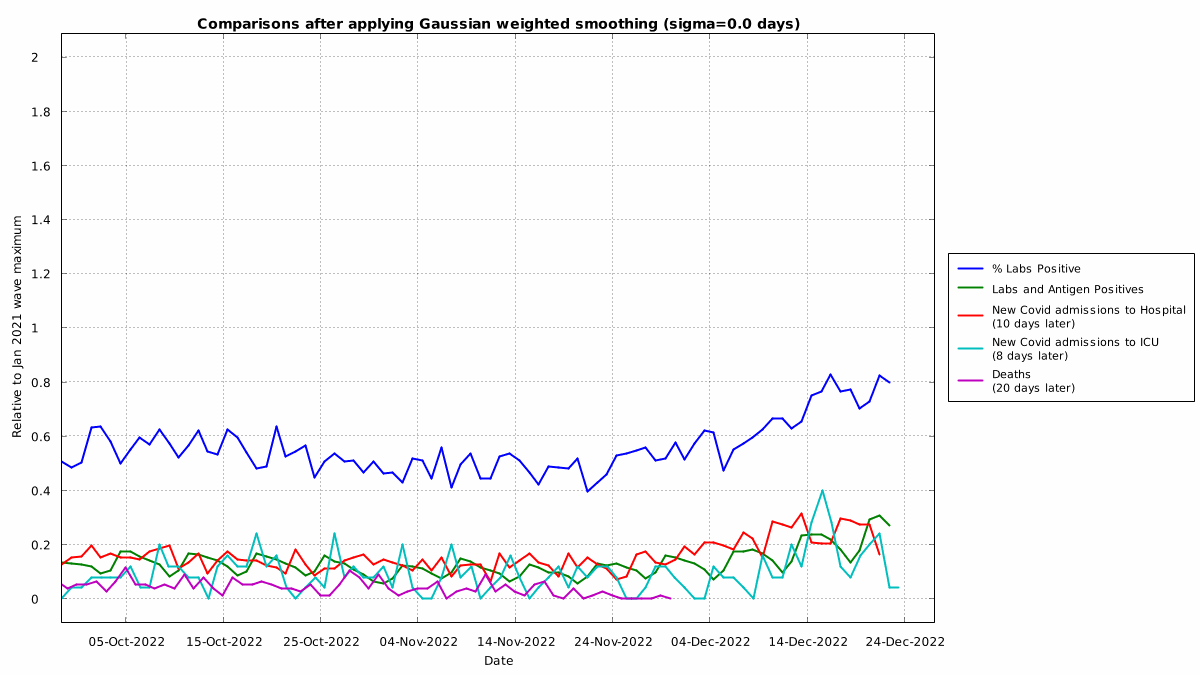 Comparisons after applying Gaussian weighted smoothing (sigma=0.0 days)
2
1.8
1.6
1.4
1.2
1
0.8
0.6
0.4
0.2
0
Relative to Jan 2021 wave maximum
05-Oct-2022
15-Oct-2022
25-Oct-2022
04-Nov-2022
14-Nov-2022
24-Nov-2022
04-Dec-2022
14-Dec-2022
24-Dec-2022
Date
% Labs Positive
Labs and Antigen Positives
New Covid admissions to Hospital
(10 days later)
New Covid admissions to ICU
(8 days later)
Deaths
(20 days later)